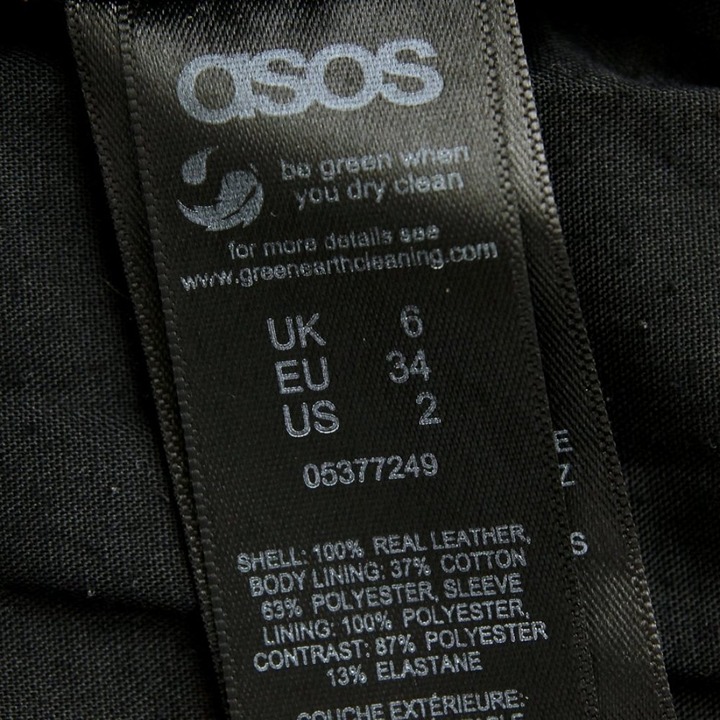 asos
be green when
you dry clean
for more details see
www.greenearthcleaning.com
UK 6
EU 34
US 2
05377249
SHELL: 100% REAL LEATHER,
BODY LINING: 37% COTTON
63% POLYESTER, SLEEVE
LINING: 100% POLYESTER,
CONTRAST: 87% POLYESTER
13% ELASTANE
COUCHE EXTÉRIEURE:
E
Z
S